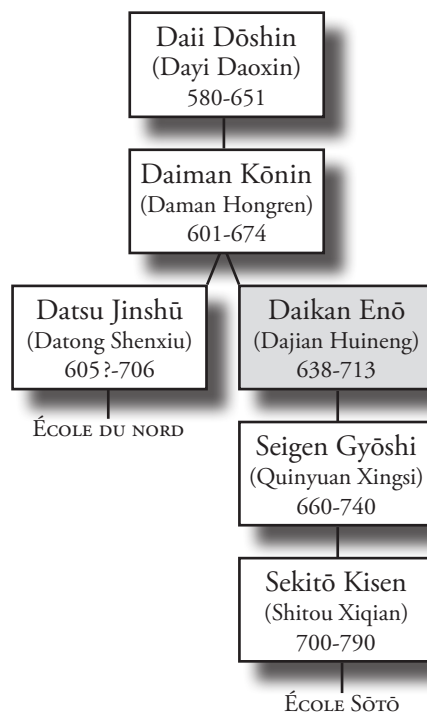 Daii Dōshin
(Dayi Daoxin)
580-651
Daiman Kōnin
(Daman Hongren)
601-674
Datsu Jinshū
(Datong Shenxiu)
605?-706
École du nord
Daikan Enō
(Dajian Huineng)
638-713
Seigen Gyōshi
(Quinyuan Xingsi)
660-740
Sekitō Kisen
(Shitou Xiqian)
700-790
École Sōtō